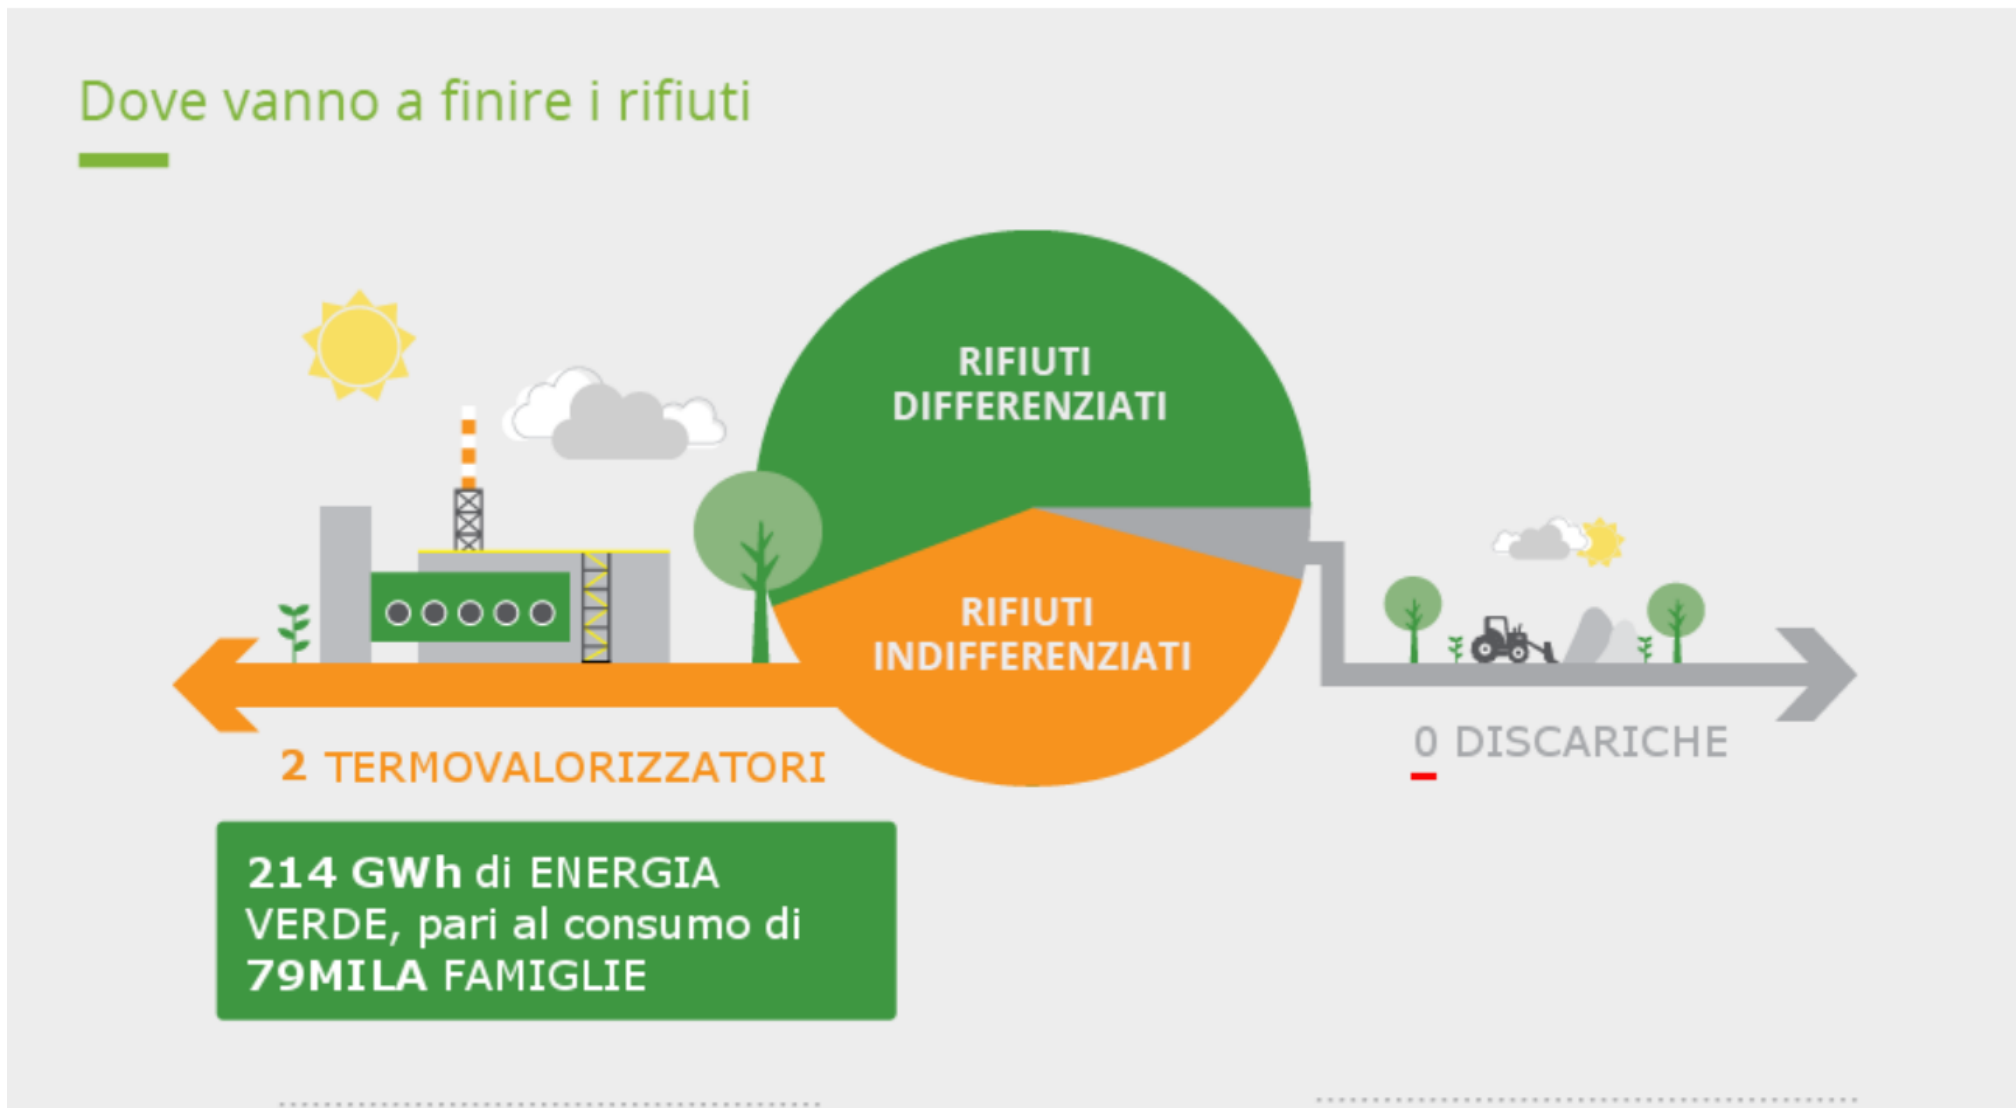 Dove vanno a finire i rifiuti
RIFIUTI
DIFFERENZIATI
RIFIUTI
INDIFFERENZIATI
2 TERMOVALORIZZATORI
0 DISCARICHE
214 GWh di ENERGIA
VERDE, pari al consumo di
79MILA FAMIGLIE